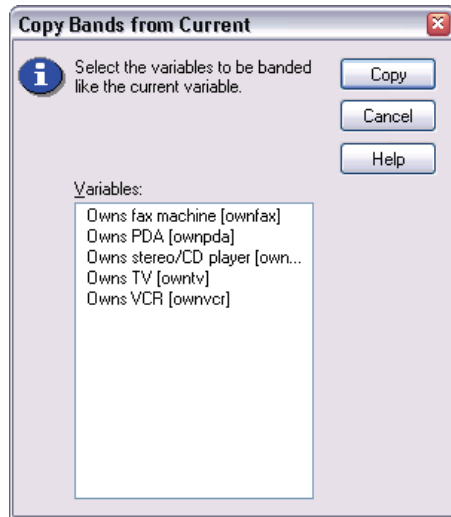 Copy Bands from Current
Select the variables to be banded
like the current variable.
Copy
Cancel
Help
Variables:
Owns fax machine [ownfax]
Owns PDA [ownpda]
Owns stereo/CD player [own...
Owns TV [owntv]
Owns VCR [ownvcr]